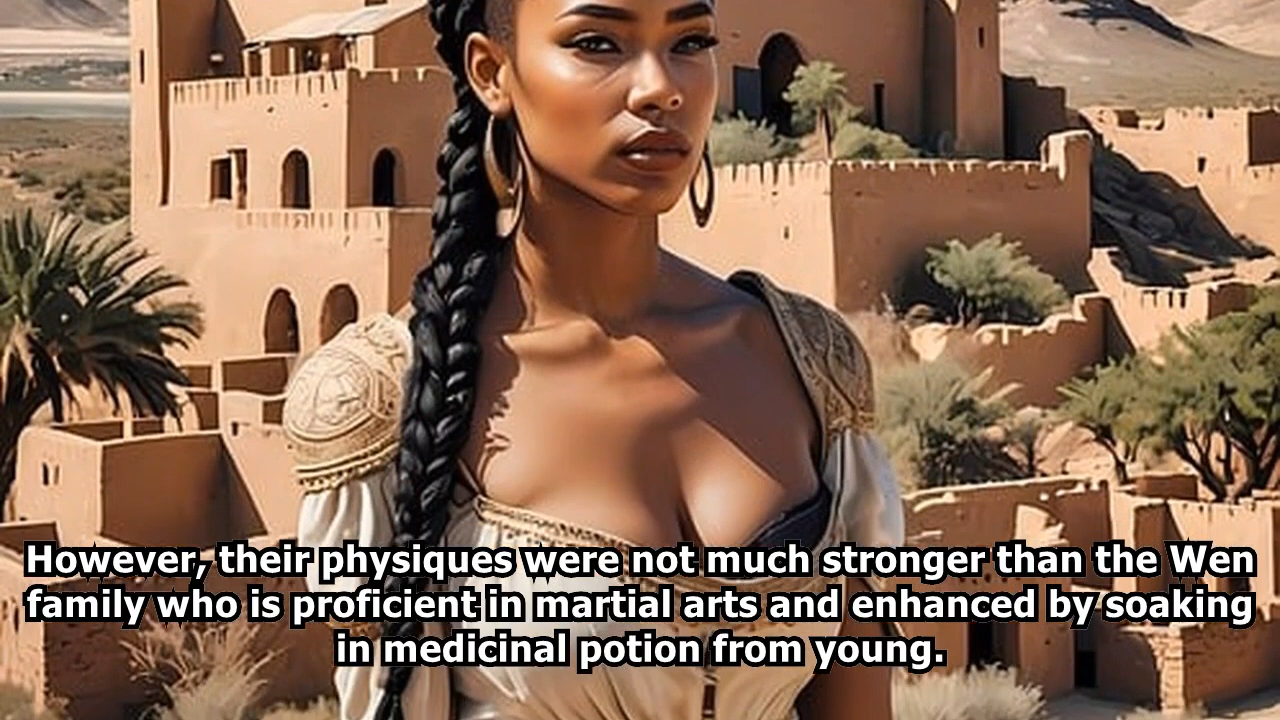 However, their physiques were not much stronger than the Wen
family who is proficient in martial arts and enhanced by soaking
in medicinal potion from young.